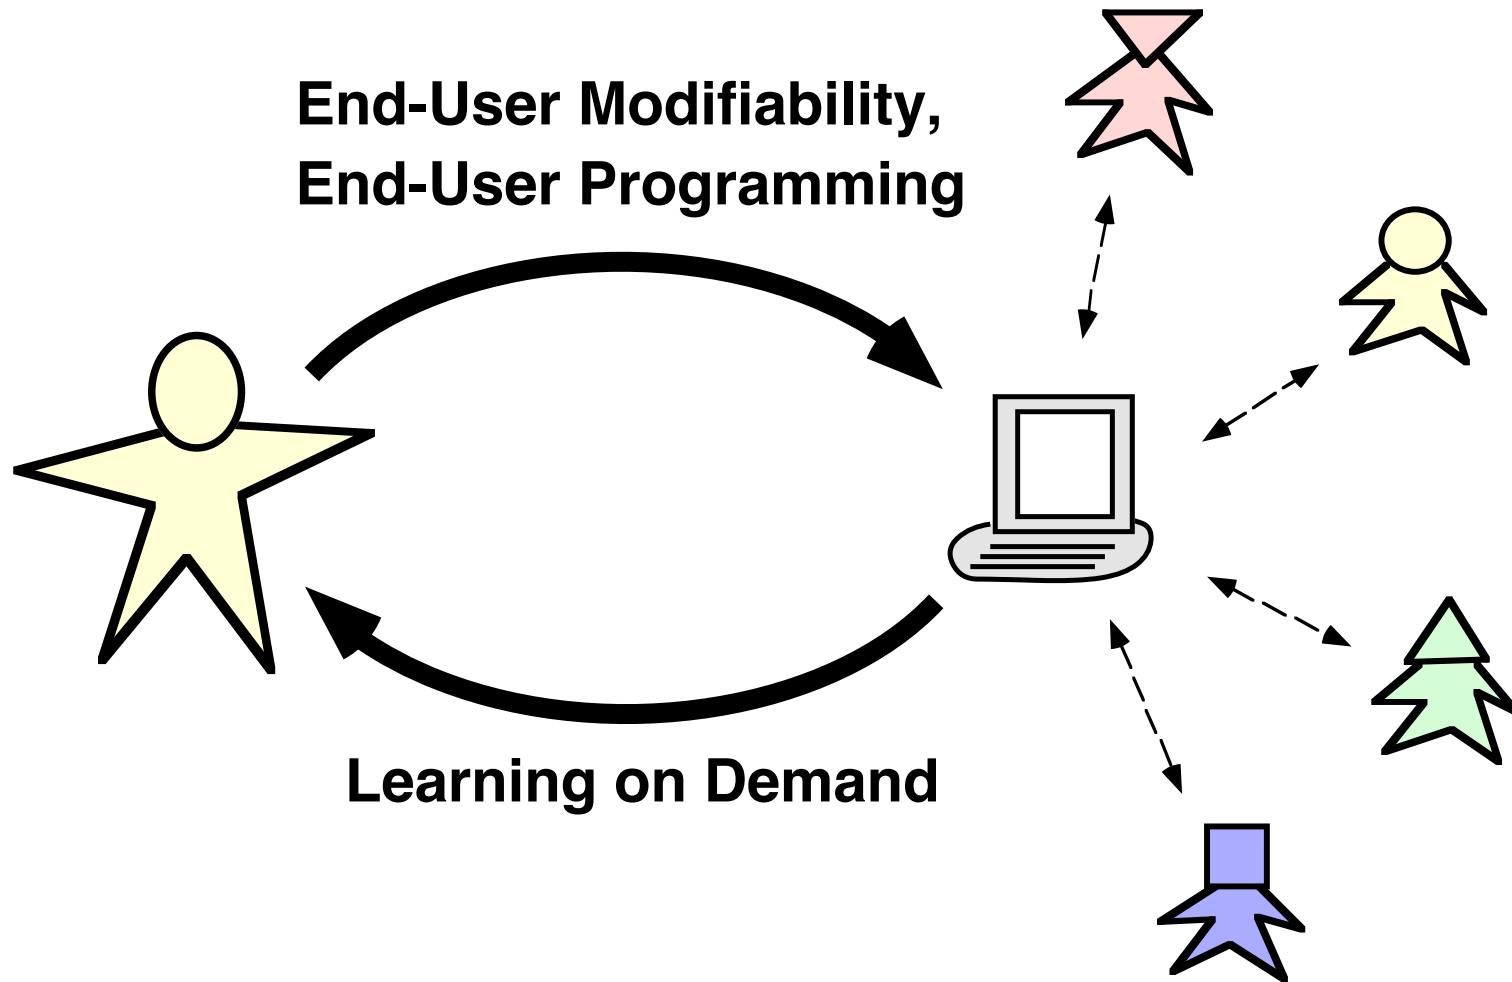 End-User Modifiability,
End-User Programming
Learning on Demand